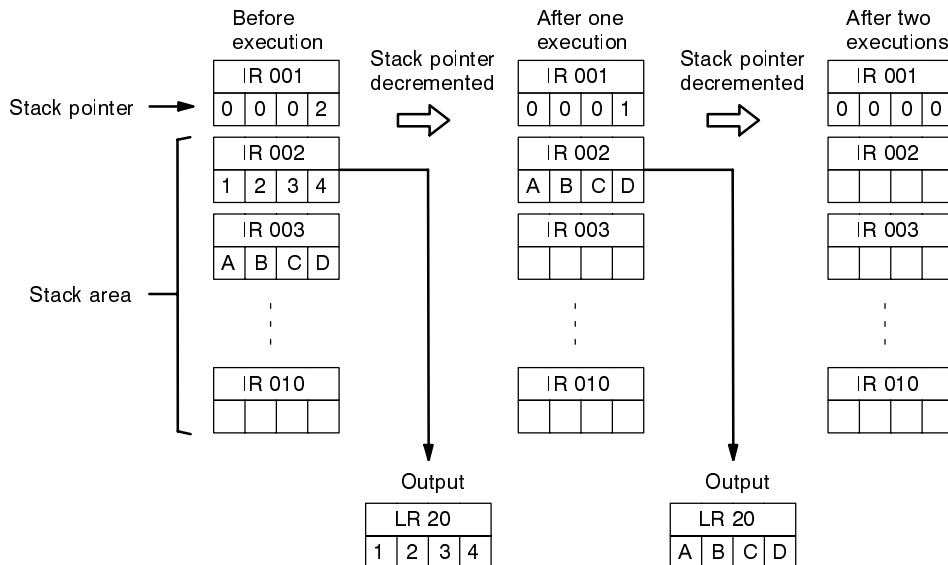 Before
execution
After one
execution
After two
executions
Stack pointer
decremented
Stack pointer
decremented
IR 001
IR 001
IR 001
Stack pointer
0 0 0 2
0 0 0 1
0 0 0 0
IR 002
IR 002
IR 002
1 2 3 4
A B C D
IR 003
IR 003
IR 003
A B C D
Stack area
IR 010
IR 010
IR 010
Output
Output
LR 20
LR 20
1 2 3 4
A B C D